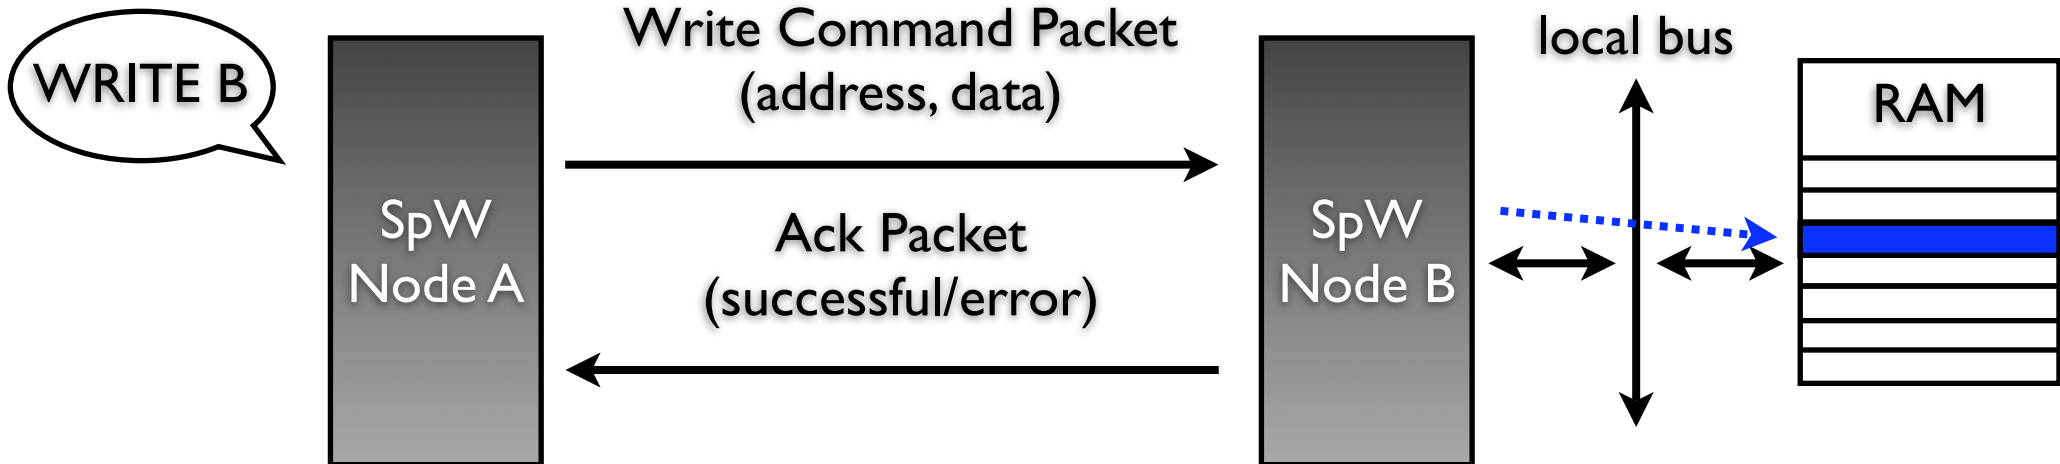 WRITE B
SpW
Node A
Write Command Packet
(address, data)
Ack Packet
(successful/error)
SpW
Node B
local bus
RAM